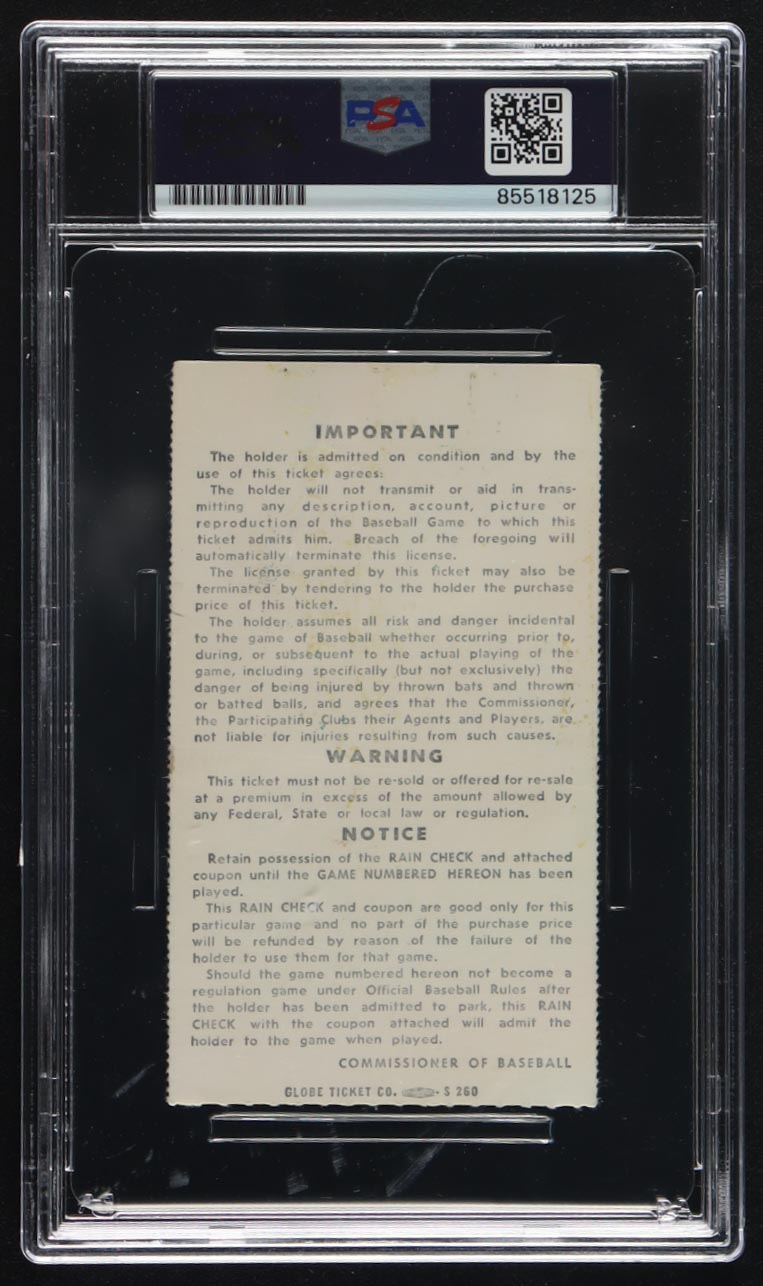 PSA
85518125
IMPORTANT
The holder is admitted on condition and by the
use of this ticket agrees:
The holder will not transmit or aid in trans-
mitting any description, account, picture or
reproduction of the Baseball Game to which this
ticket admits him. Breach of the foregoing will
automatically terminate this license.
The license granted by this ticket may also be
terminated by tendering to the holder the purchase
price of this ticket.
The holder assumes all risk and danger incidental
to the game of Baseball whether occurring prior to,
during, or subsequent to the actual playing of the
game, including specifically (but not exclusively) the
danger of being injured by thrown bats and thrown
or batted balls, and agrees that the Commissioner,
the Participating Clubs their Agents and Players, are
not liable for injuries resulting from such causes.
WARNING
This ticket must not be re-sold or offered for re-sale
at a premium in excess of the amount allowed by
any Federal, State or local law or regulation.
NOTICE
Retain possession of the RAIN CHECK and attached
coupon until the GAME NUMBERED HEREON has been
played.
This RAIN CHECK and coupon are good only for this
particular game and no part of the purchase price
will be refunded by reason of the failure of the
holder to use them for that game.
Should the game numbered hereon not become a
regulation game under Official Baseball Rules after
the holder has been admitted to park, this RAIN
CHECK with the coupon attached will admit the
holder to the game when played.
COMMISSIONER OF BASEBALL
GLOBE TICKET CO. S 260